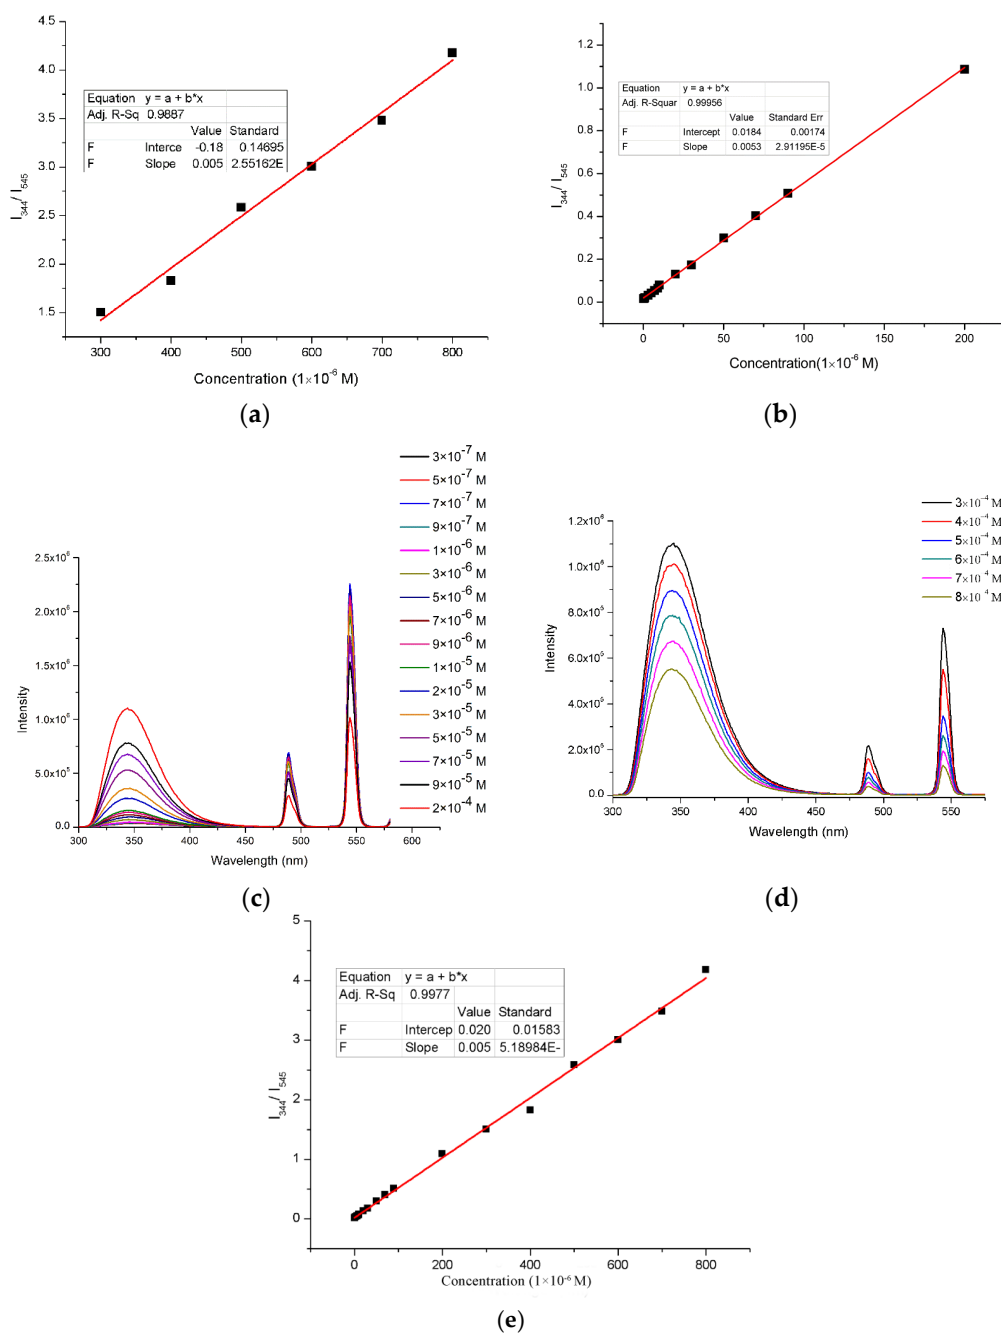 4.5
4.0
3.5
3.0
2.5
2.0
1.5
I344/ I545
Equation y = a + b*x
Adj. R-Sq 0.9887
Value Standard
F Interce -0.18 0.14695
F Slope 0.005 2.55162E
300 400 500 600 700 800
Concentration (1×10-6 M)
(a)
1.2
1.0
0.8
0.6
0.4
0.2
0.0
I344/ I545
Equation y = a + b*x
Adj. R-Squar 0.99956
Value Standard Err
F Intercept 0.0184 0.00174
F Slope 0.0053 2.91195E-5
0 50 100 150 200
Concentration(1×10-6 M)
(b)
3×10-7 M
5×10-7 M
7×10-7 M
9×10-7 M
1×10-6 M
3×10-6 M
5×10-6 M
7×10-6 M
9×10-6 M
1×10-5 M
2×10-5 M
3×10-5 M
5×10-5 M
7×10-5 M
9×10-5 M
2×10-4 M
2.5x106
2.0x106
1.5x106
1.0x106
5.0x105
0.0
Intensity
300 350 400 450 500 550 600
Wavelength (nm)
(c)
3×10-4 M
4×10-4 M
5×10-4 M
6×10-4 M
7×10-4 M
8×10-4 M
1.2x106
1.0x106
8.0x105
6.0x105
4.0x105
2.0x105
0.0
Intensity
300 350 400 450 500 550
Wavelength (nm)
(d)
5
4
3
2
1
0
I344/ I545
Equation y = a + b*x
Adj. R-Sq 0.9977
Value Standard
F Intercep 0.020 0.01583
F Slope 0.005 5.18984E-
0 200 400 600 800
Concentration (1×10-6 M)
(e)